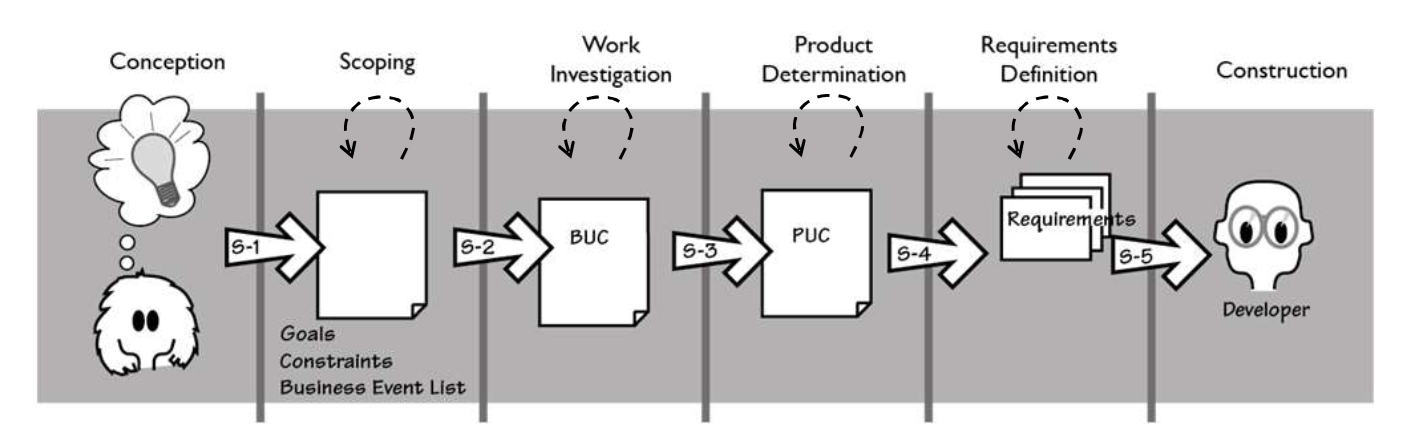 Conception
Scoping
Work
Investigation
Product
Determination
Requirements
Definition
Construction
S-1
S-2
BUC
S-3
PUC
S-4
Requirements
S-5
Goals
Constraints
Business Event List
Developer